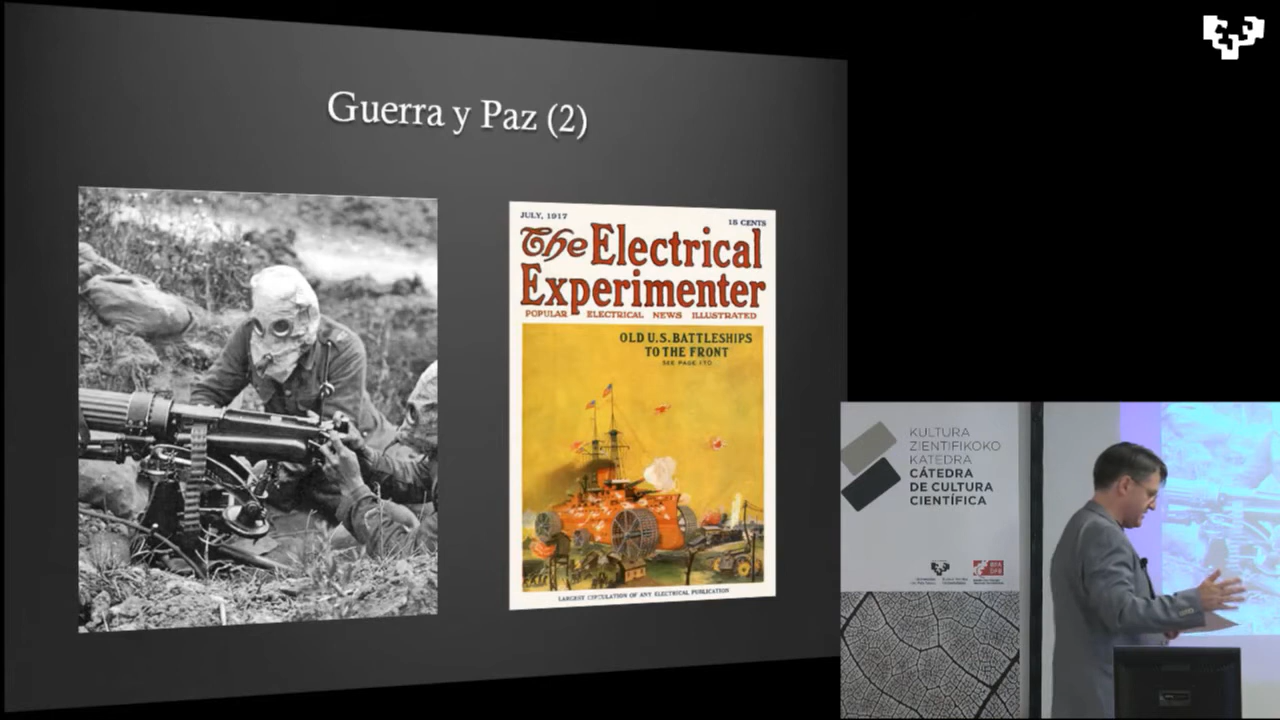 Guerra y Paz (2)
JULY, 1917
15 CENTS
The Electrical
Experimenter
POPULAR ELECTRICAL NEWS ILLUSTRATED
OLD U.S. BATTLESHIPS
TO THE FRONT
SEE PAGE 170
LARGEST CIRCULATION OF ANY ELECTRICAL PUBLICATION
KULTURA
ZIENTIFIKOKO
KATEDRA
CÁTEDRA
DE CULTURA
CIENTÍFICA